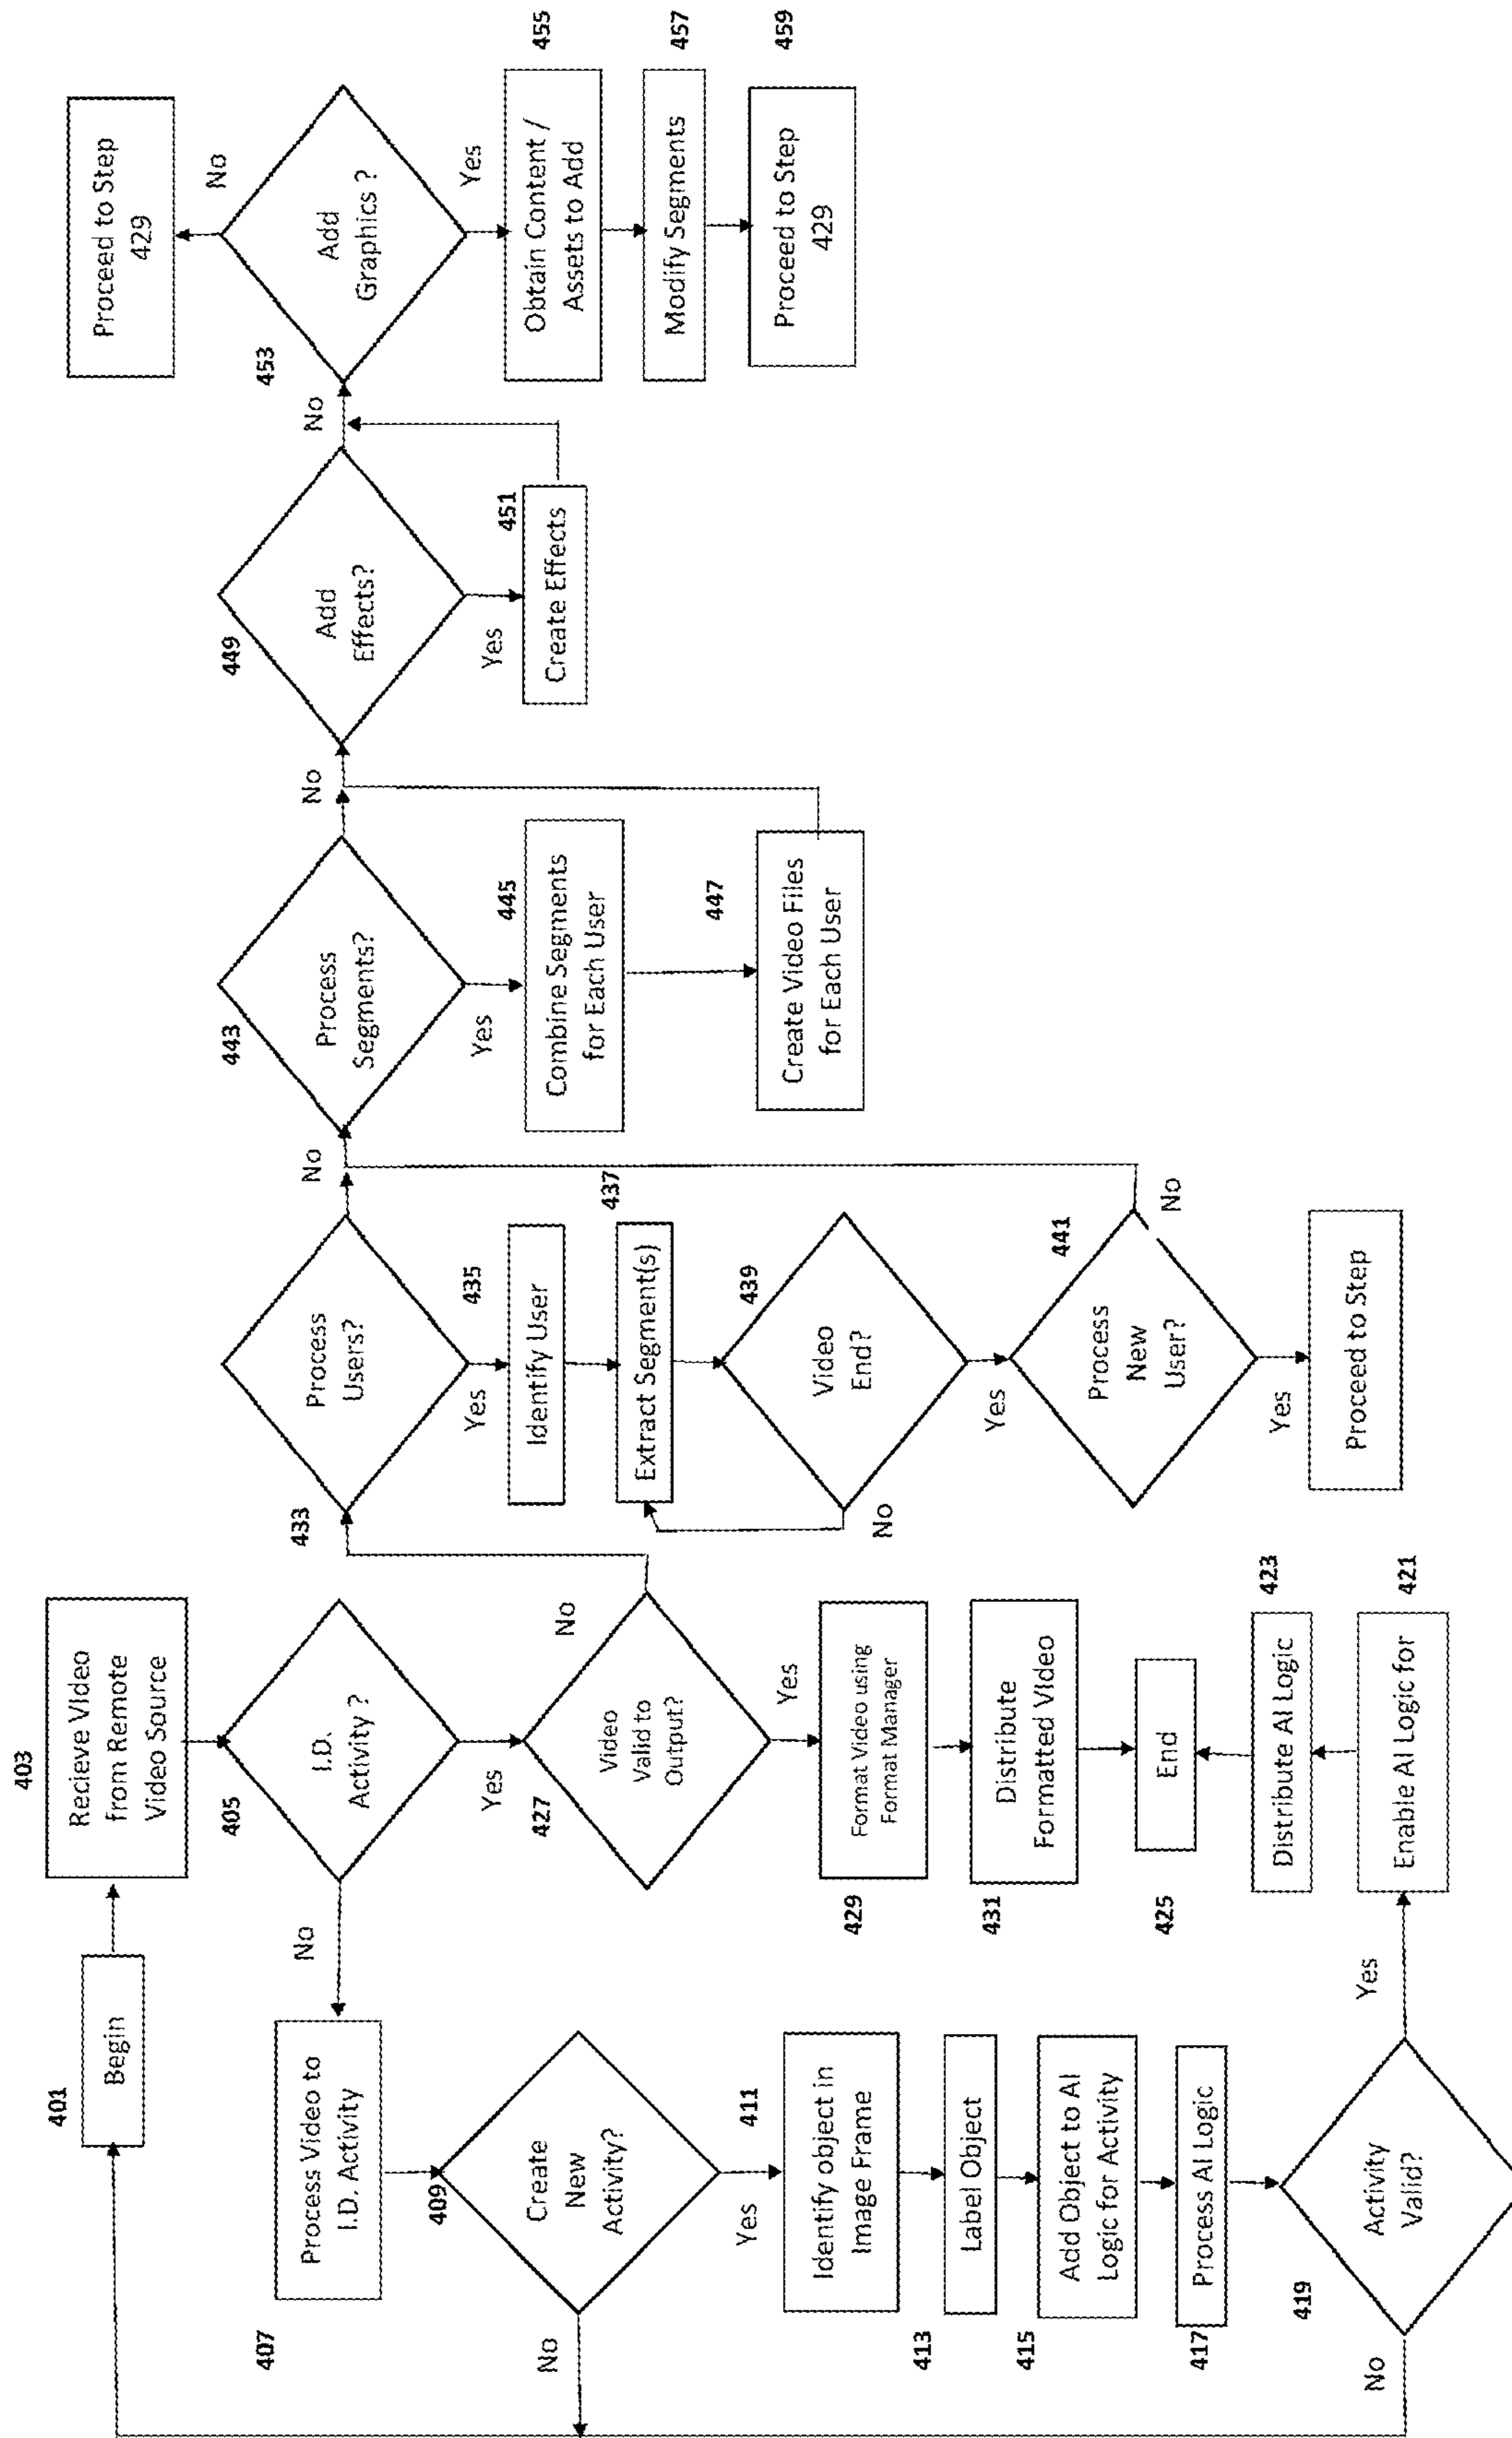 401
Begin
403
Recieve Video
from Remote
Video Source
405
I.D.
Activity ?
No
Yes
407
Process Video to
I.D. Activity
409
Create
New
Activity?
No
Yes
411
Identify object in
Image Frame
413
Label Object
415
Add Object to AI
Logic for Activity
417
Process AI Logic
419
Activity
Valid?
No
Yes
421
Enable AI Logic for
423
Distribute AI Logic
425
End
427
Video
Valid to
Output?
No
Yes
429
Format Video using
Format Manager
431
Distribute
Formatted Video
433
Process
Users?
No
Yes
435
Identify User
437
Extract Segment(s)
439
Video
End?
No
Yes
441
Process
New
User?
No
Yes
Proceed to Step
443
Process
Segments?
No
Yes
445
Combine Segments
for Each User
447
Create Video Files
for Each User
449
Add
Effects?
No
Yes
451
Create Effects
453
Add
Graphics ?
No
Proceed to Step
429
Yes
455
Obtain Content /
Assets to Add
457
Modify Segments
459
Proceed to Step
429